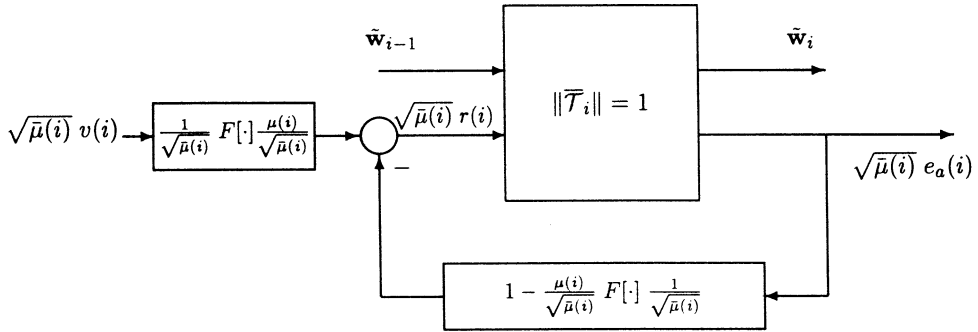 w̃_{i−1}
w̃_i
‖𝒯̅_i‖ = 1
√μ̄(i) v(i)
1/√μ̄(i) F[·] μ(i)/√μ̄(i)
√μ̄(i) r(i)
−
√μ̄(i) e_a(i)
1 − μ(i)/√μ̄(i) F[·] 1/√μ̄(i)